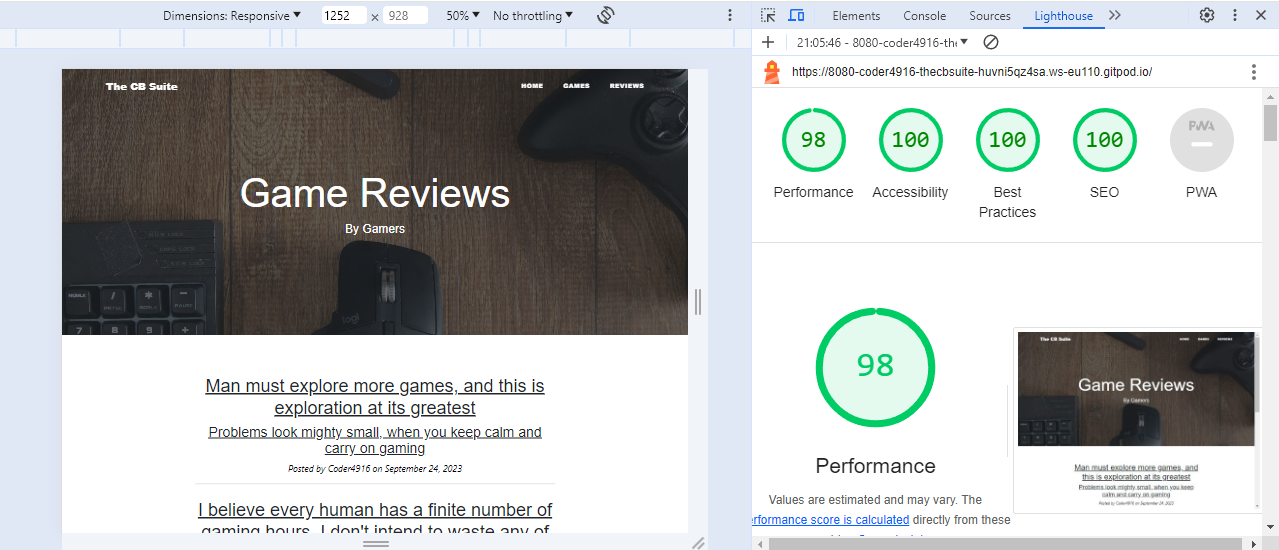 Dimensions: Responsive 1252 × 928 50% No throttling
Elements Console Sources Lighthouse
21:05:46 - 8080-coder4916-the
https://8080-coder4916-thecbsuite-huvni5qz4sa.ws-eu110.gitpod.io/
The CB Suite HOME GAMES REVIEWS
Game Reviews
By Gamers
Man must explore more games, and this is
exploration at its greatest
Problems look mighty small, when you keep calm and
carry on gaming
Posted by Coder4916 on September 24, 2023
I believe every human has a finite number of
gaming hours. I don't intend to waste any of
98 100 100 100 PWA
Performance Accessibility Best
Practices SEO PWA
98
Performance
Values are estimated and may vary. The
erformance score is calculated directly from these
The CB Suite HOME GAMES REVIEWS
Game Reviews
By Gamers
Man must explore more games, and
this is exploration at its greatest
Problems look mighty small, when you keep
calm and carry on gaming
Posted by Coder4916 on September 24, 2023